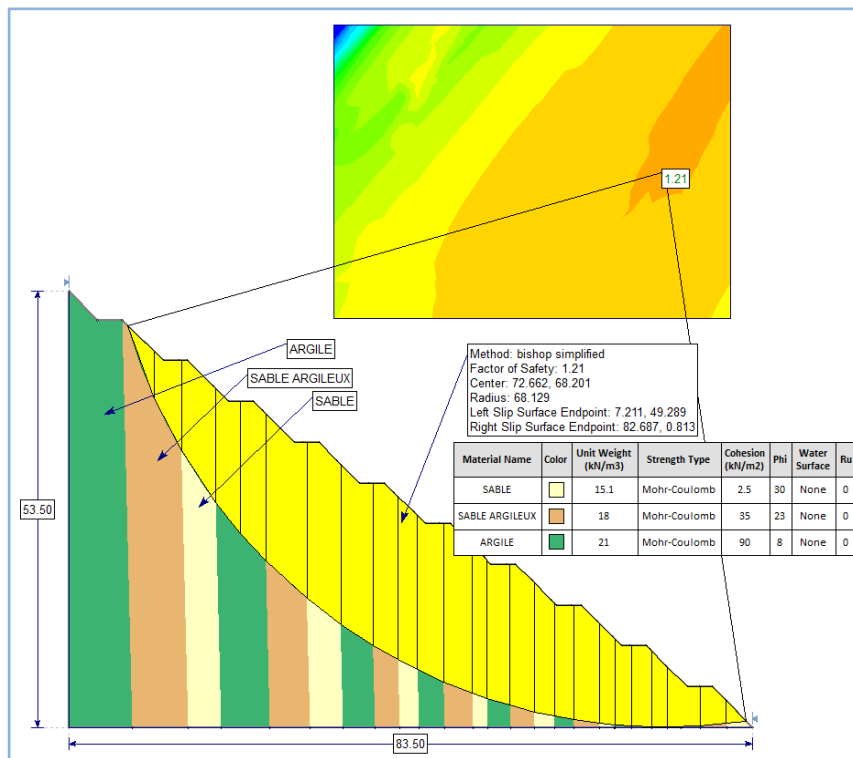 1.21
ARGILE
SABLE ARGILEUX
SABLE
Method: bishop simplified
Factor of Safety: 1.21
Center: 72.662, 68.201
Radius: 68.129
Left Slip Surface Endpoint: 7.211, 49.289
Right Slip Surface Endpoint: 82.687, 0.813
Material Name Color Unit Weight (kN/m3) Strength Type Cohesion (kN/m2) Phi Water Surface Ru
SABLE 15.1 Mohr-Coulomb 2.5 30 None 0
SABLE ARGILEUX 18 Mohr-Coulomb 35 23 None 0
ARGILE 21 Mohr-Coulomb 90 8 None 0
53.50
83.50